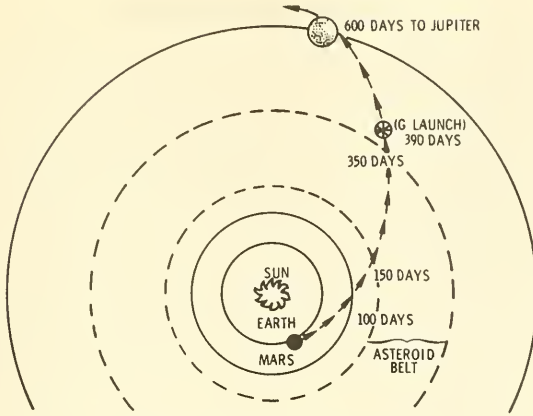 600 DAYS TO JUPITER
(G LAUNCH)
390 DAYS
350 DAYS
SUN
150 DAYS
EARTH
100 DAYS
MARS
ASTEROID
BELT